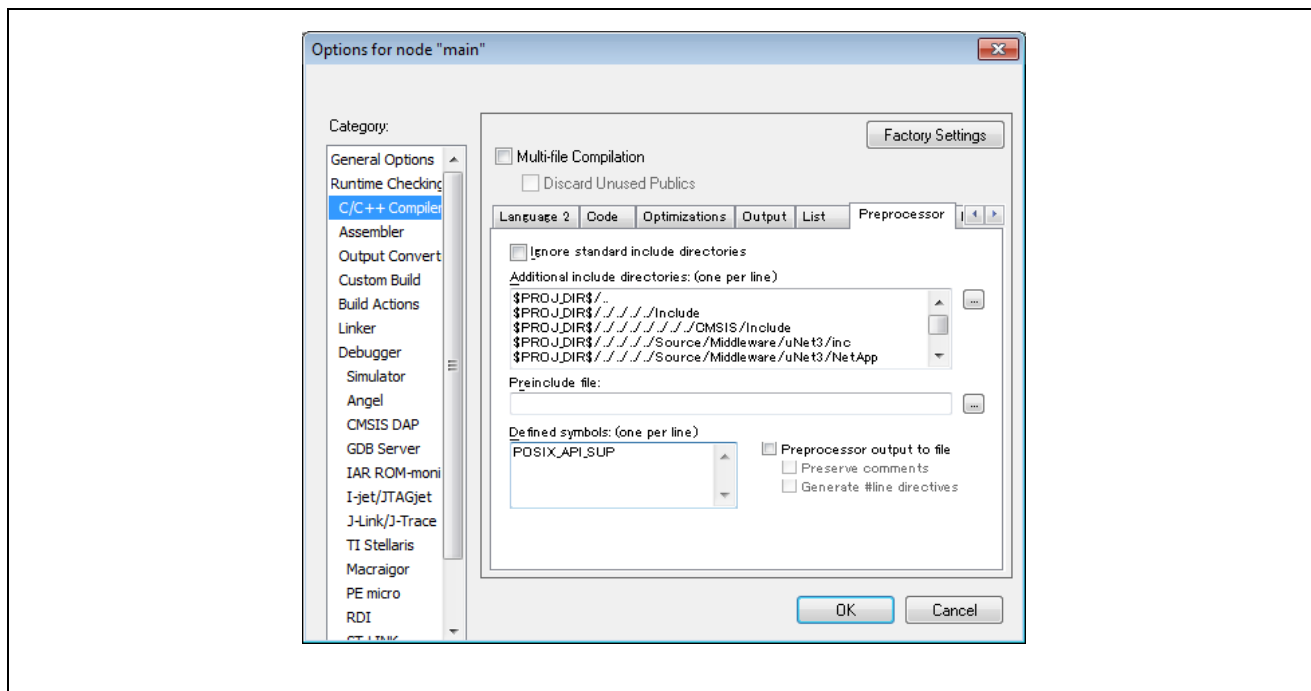 Options for node "main"
Category:
Factory Settings
General Options
Runtime Checking
C/C++ Compiler
Assembler
Output Convert
Custom Build
Build Actions
Linker
Debugger
Simulator
Angel
CMSIS DAP
GDB Server
IAR ROM-moni
I-jet/JTAGjet
J-Link/J-Trace
TI Stellaris
Macraigor
PE micro
RDI
ST-LINK
Multi-file Compilation
Discard Unused Publics
Language 2 Code Optimizations Output List Preprocessor
Ignore standard include directories
Additional include directories: (one per line)
$PROJ_DIR$/..
$PROJ_DIR$/././././../Include
$PROJ_DIR$/./././././././../CMSIS/Include
$PROJ_DIR$/././././../Source/Middleware/uNet3/inc
$PROJ_DIR$/././././../Source/Middleware/uNet3/NetApp
...
Preinclude file:
...
Defined symbols: (one per line)
POSIX_API_SUP
Preprocessor output to file
Preserve comments
Generate #line directives
OK Cancel